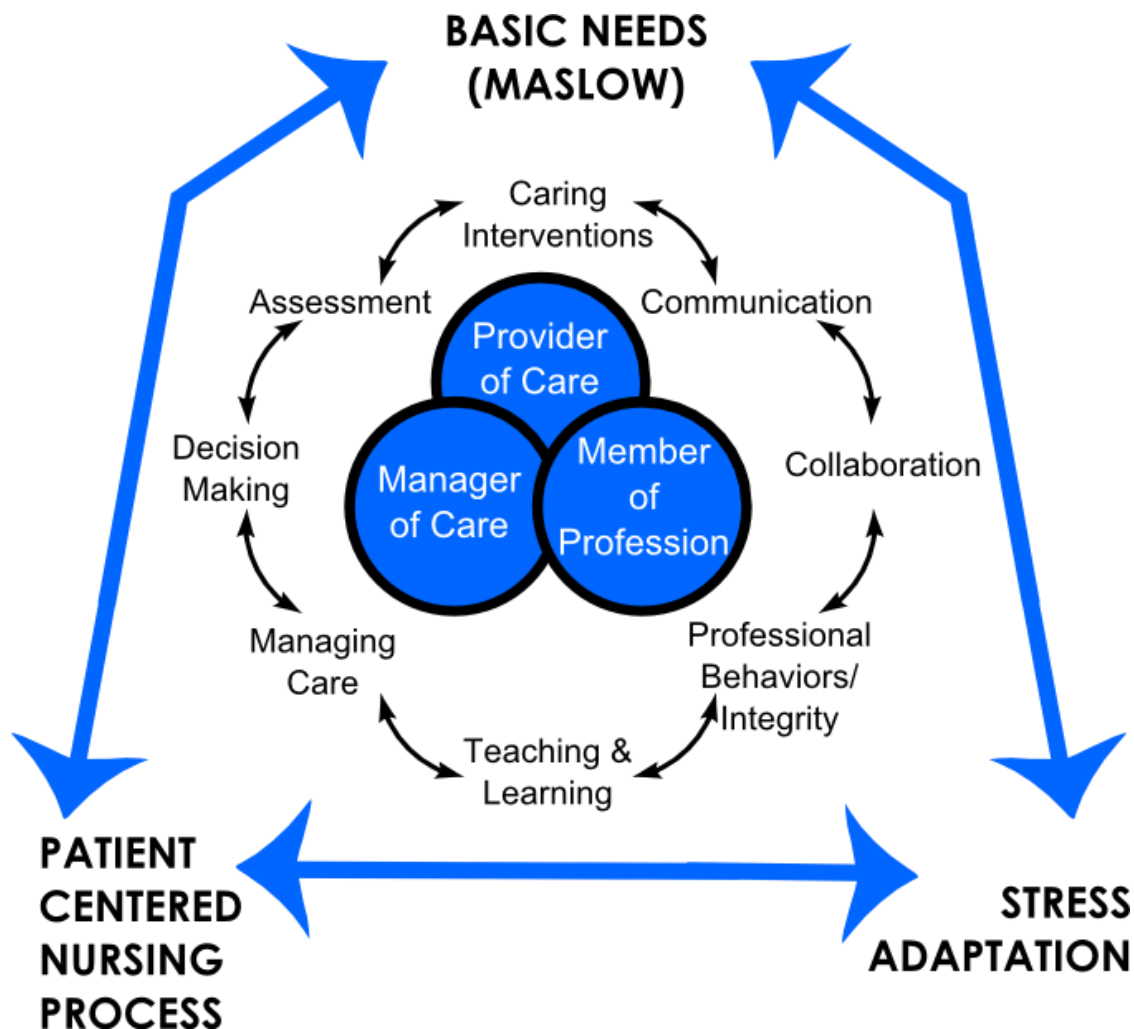 BASIC NEEDS
(MASLOW)
Caring
Interventions
Assessment
Communication
Provider
of Care
Decision
Making
Manager
of Care
Member
of
Profession
Collaboration
Managing
Care
Professional
Behaviors/
Integrity
Teaching &
Learning
PATIENT
CENTERED
NURSING
PROCESS
STRESS
ADAPTATION